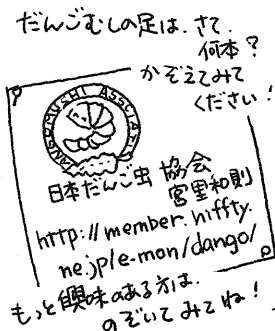 だんごむしの足は、さて、
何本？
かぞえてみて
ください！
DANGOMUSHI ASSCIATI
日本だんご虫 協会
宮里和則
http://member.niffty.
ne.jp/e-mon/dango/
もっと興味のある方は、
のぞいてみてね！